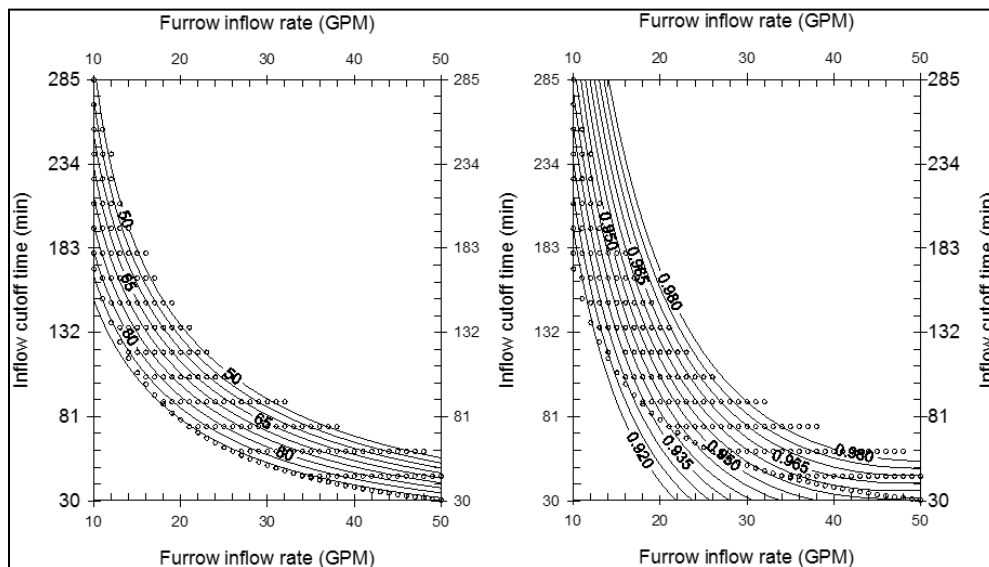 Furrow inflow rate (GPM) Furrow inflow rate (GPM)
10 20 30 40 50 10 20 30 40 50
285 285 285 285
234 234 234 234
50 0.950
183 183 183 183
65 0.965 0.980
132 132 132 132
80
50
81 65 81 81 81
80 0.920 0.935 0.950 0.965 0.980
30 30 30 30
10 20 30 40 50 10 20 30 40 50
Furrow inflow rate (GPM) Furrow inflow rate (GPM)
Inflow cutoff time (min)
Inflow cutoff time (min)
Inflow cutoff time (min)